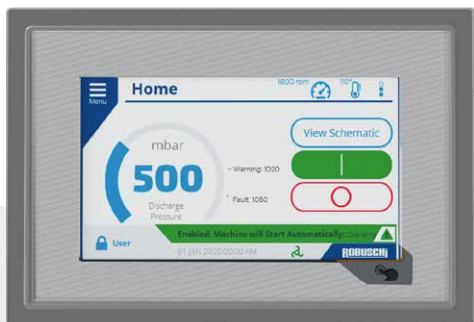 Menu
Home
1800 rpm
110°
mbar
500
Discharge
Pressure
View Schematic
- Warning: 1020
* Fault: 1050
User
Enabled: Machine will Start Automatically:
01 JAN 2020 00:00 AM
ROBUSCHI